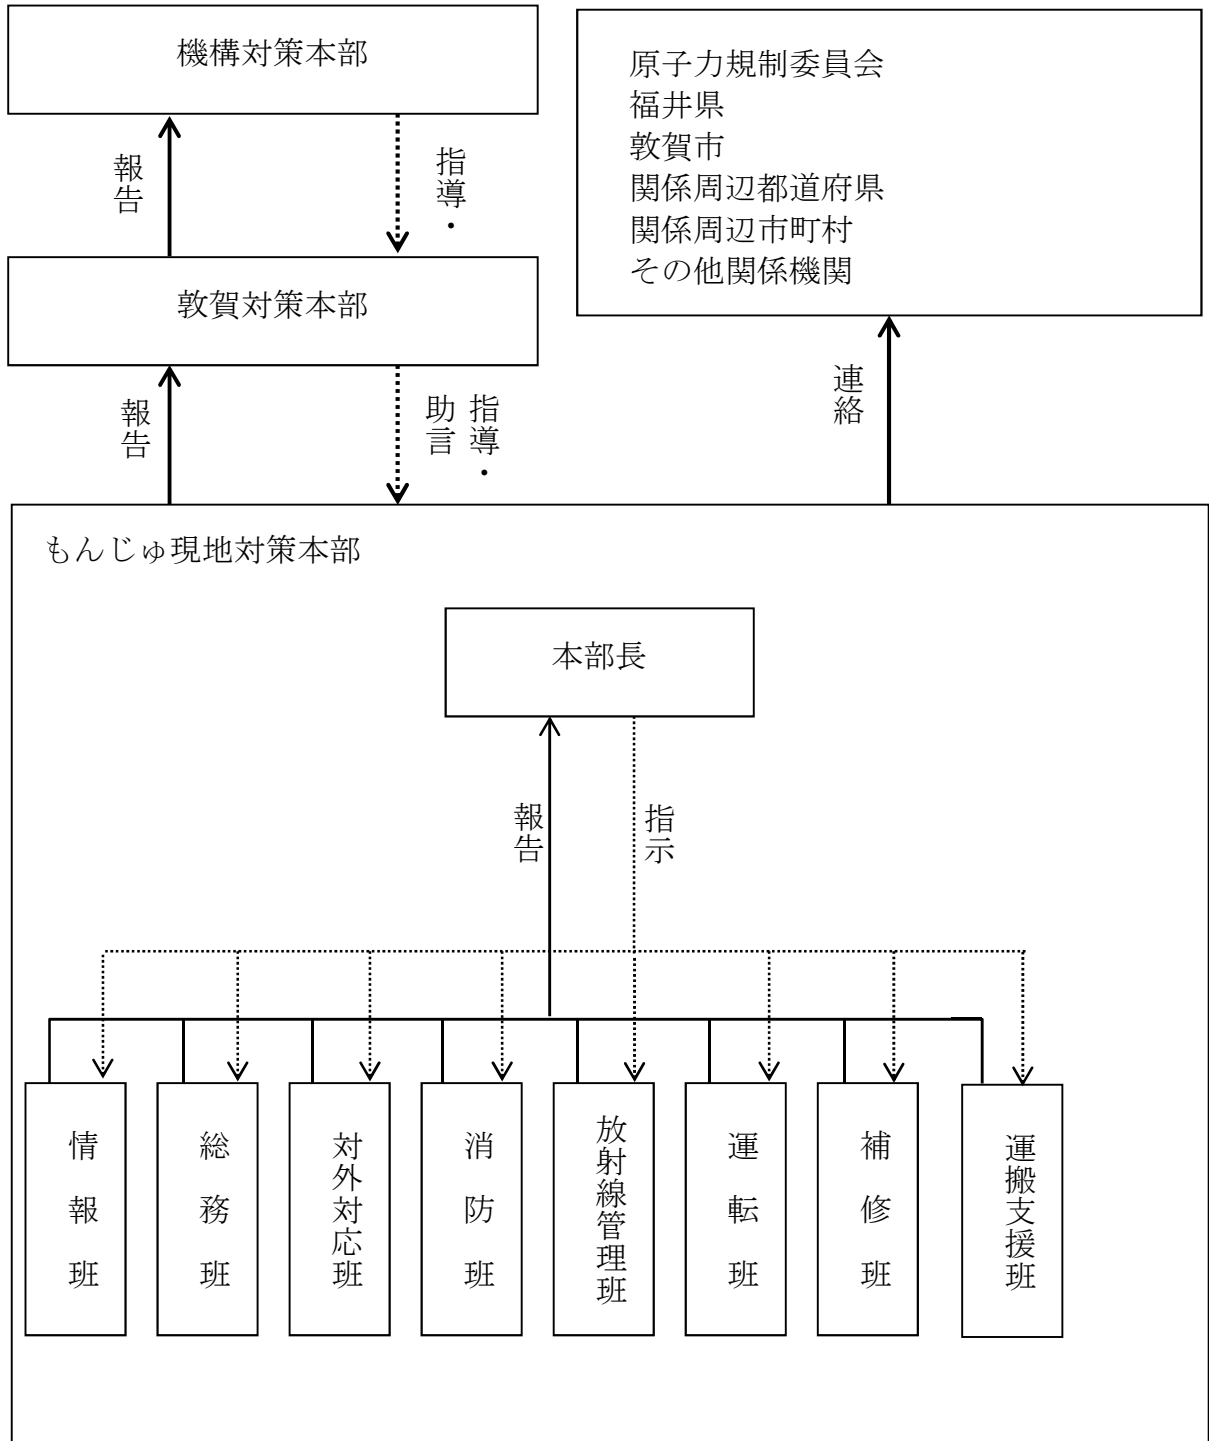 機構対策本部
原子力規制委員会
福井県
敦賀市
関係周辺都道府県
関係周辺市町村
その他関係機関
報告
指導・
敦賀対策本部
報告
指導・
助言
連絡
もんじゅ現地対策本部
本部長
報告
指示
情報班
総務班
対外対応班
消防班
放射線管理班
運転班
補修班
運搬支援班